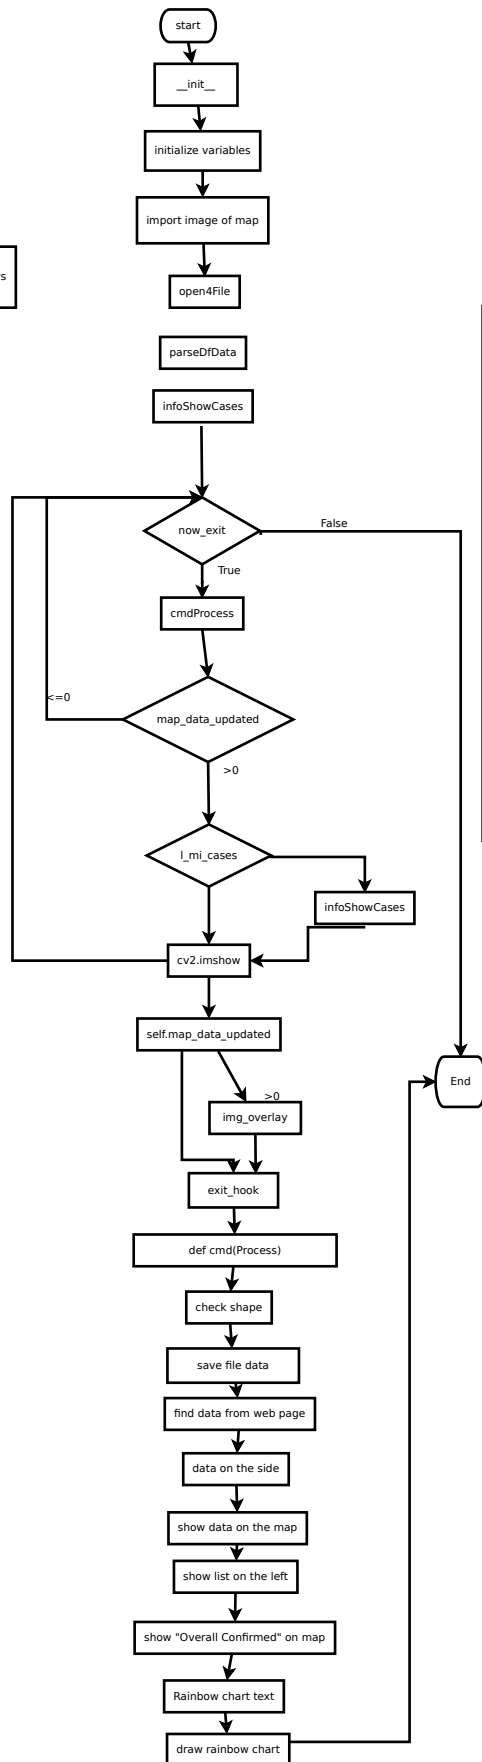 start
__init__
initialize variables
import image of map
open4File
parseDfData
infoShowCases
now_exit
False
True
cmdProcess
<=0
map_data_updated
>0
l_mi_cases
infoShowCases
cv2.imshow
self.map_data_updated
>0
img_overlay
End
exit_hook
def cmd(Process)
check shape
save file data
find data from web page
data on the side
show data on the map
show list on the left
show "Overall Confirmed" on map
Rainbow chart text
draw rainbow chart